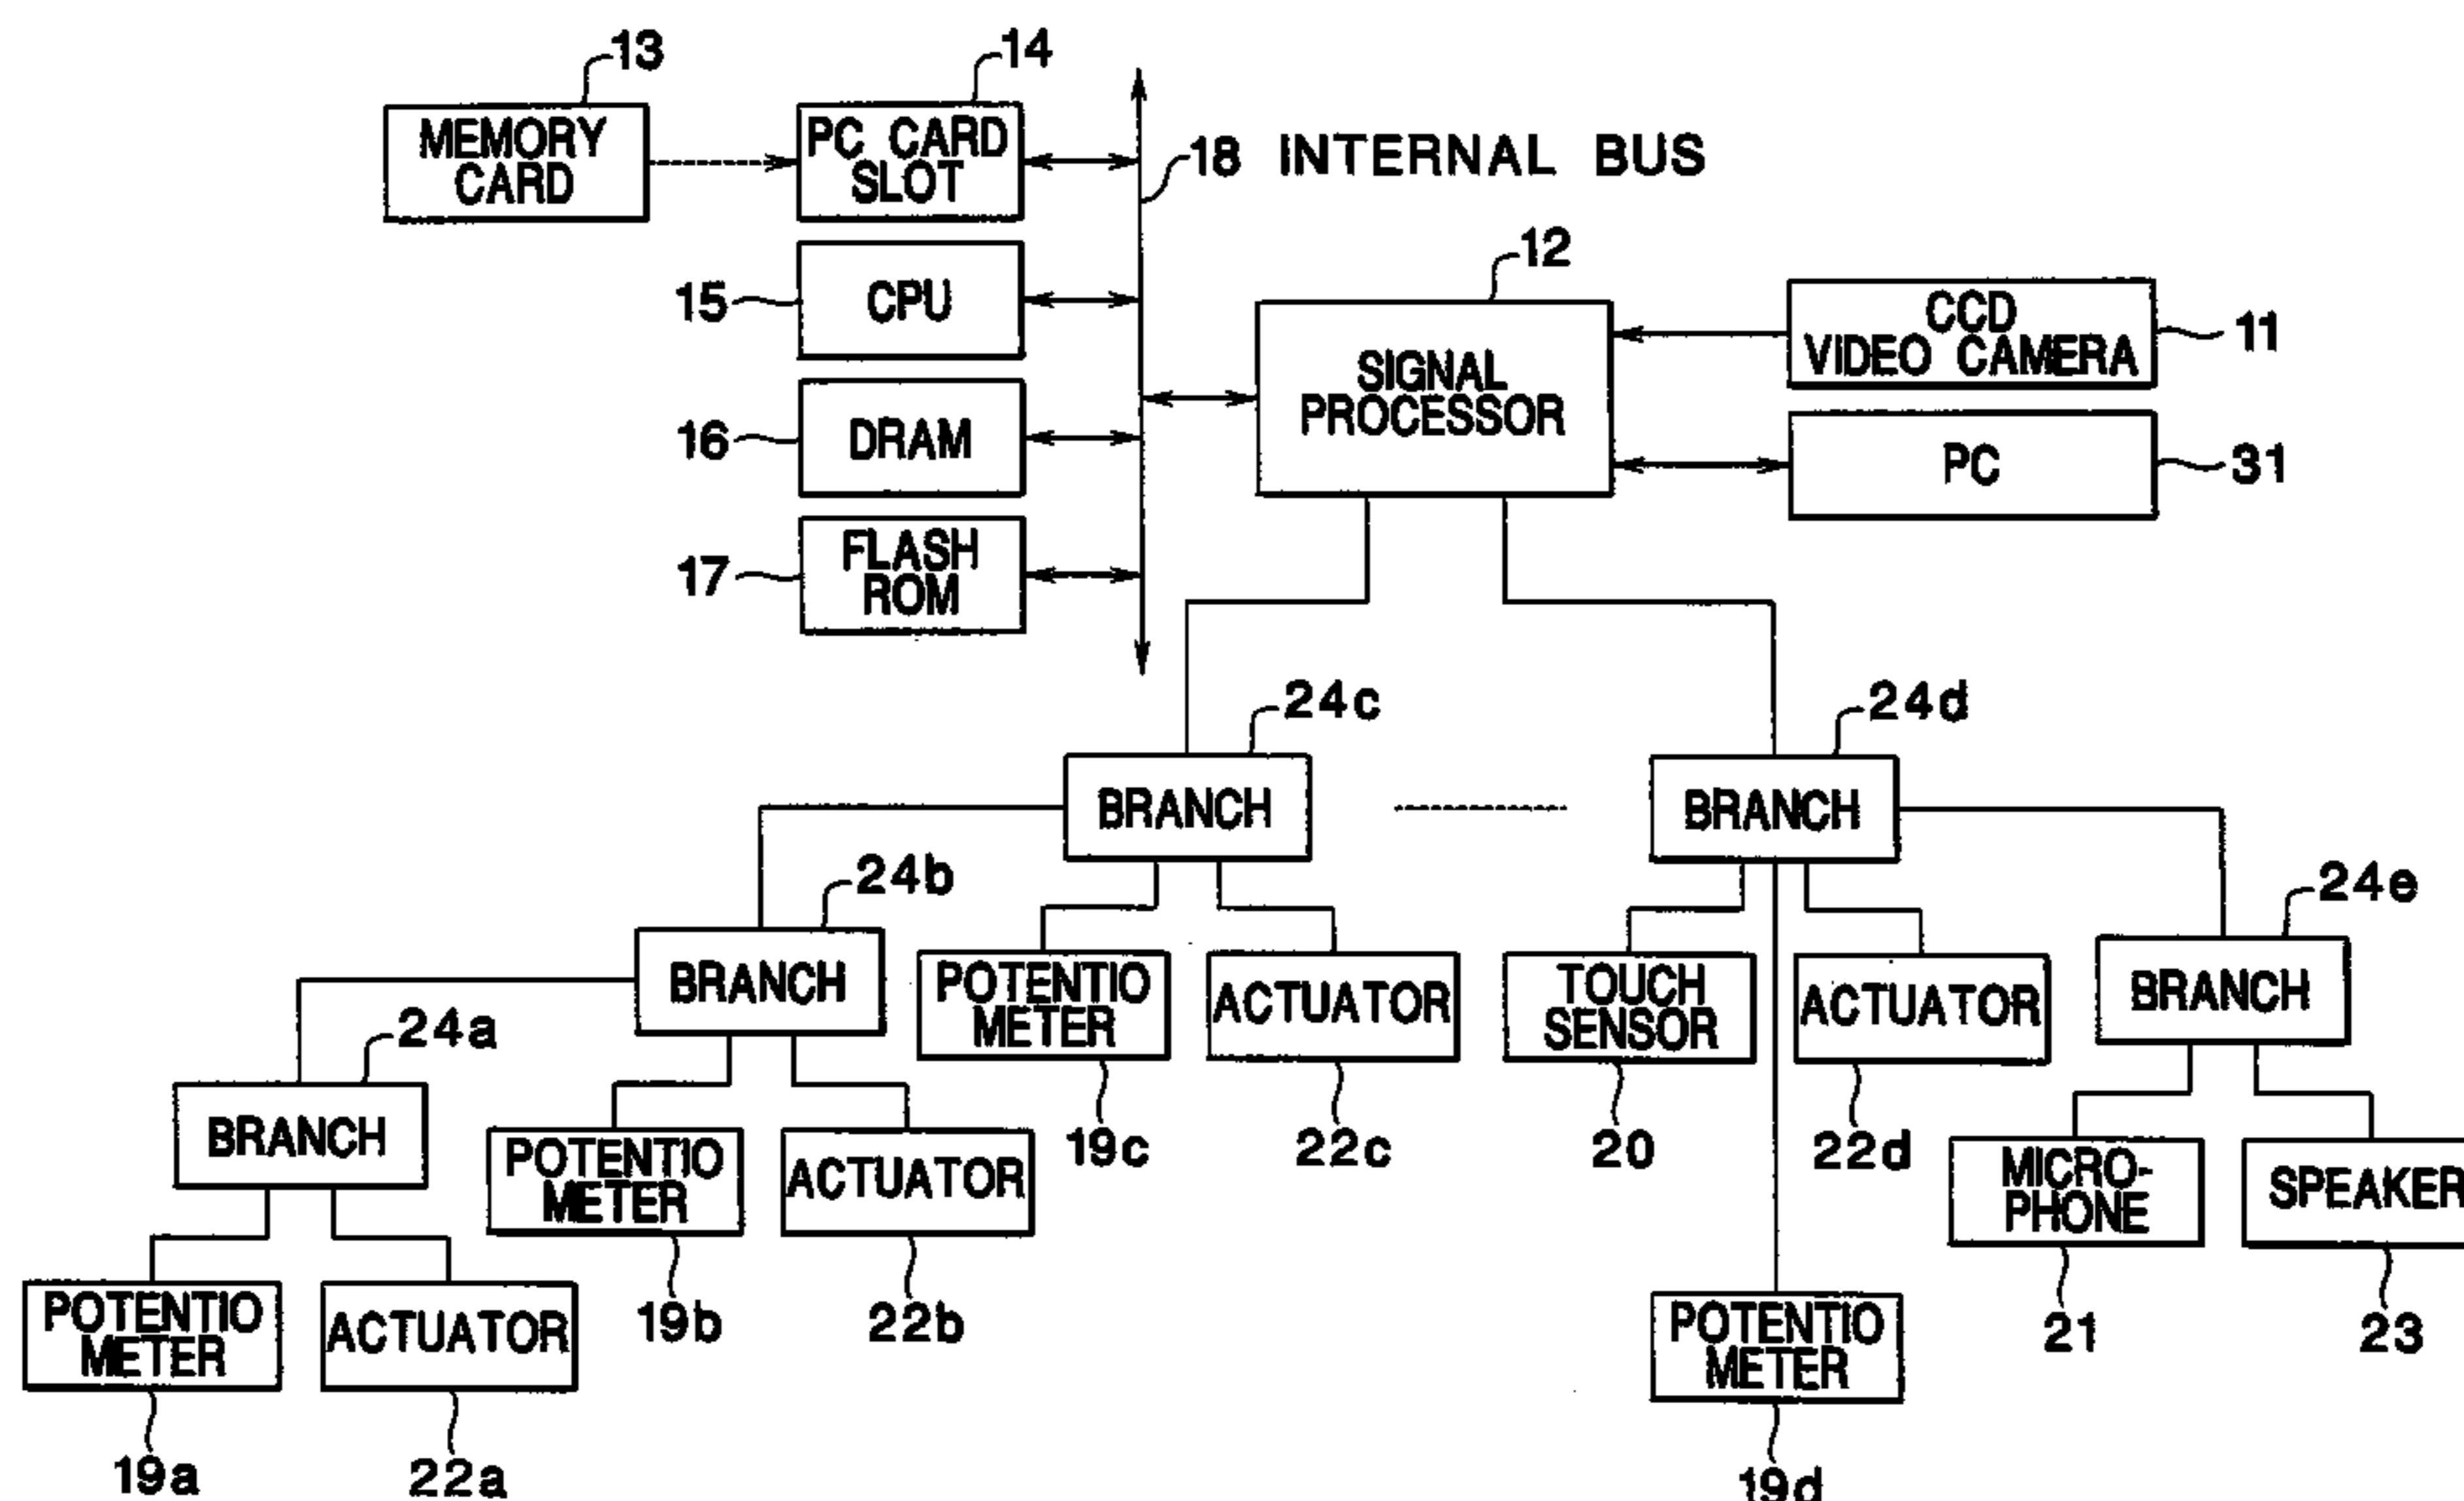 13
14
MEMORY
CARD
PC CARD
SLOT
18 INTERNAL BUS
12
15
CPU
CCD
VIDEO CAMERA
11
SIGNAL
PROCESSOR
16
DRAM
PC
31
17
FLASH
ROM
24c
24d
BRANCH
BRANCH
24b
24e
BRANCH
POTENTIO
METER
ACTUATOR
TOUCH
SENSOR
ACTUATOR
BRANCH
24a
BRANCH
19c
22c
20
22d
POTENTIO
METER
ACTUATOR
MICRO-
PHONE
SPEAKER
19b
22b
21
23
POTENTIO
METER
ACTUATOR
POTENTIO
METER
19a
22a
19d